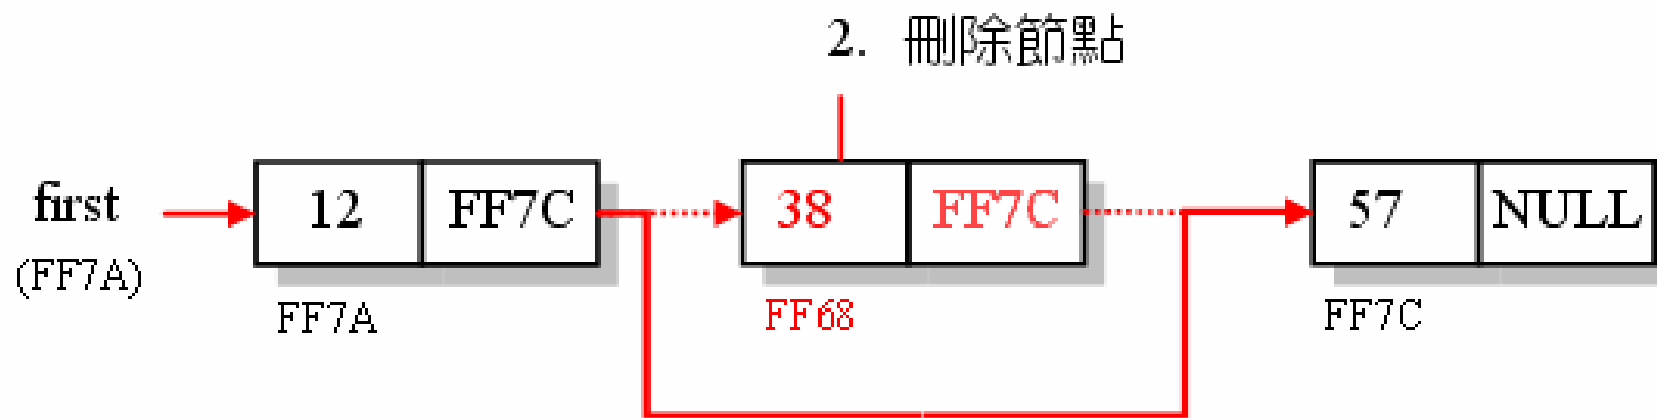 2. 刪除節點
first
12 FF7C
38 FF7C
57 NULL
(FF7A)
FF7A
FF68
FF7C